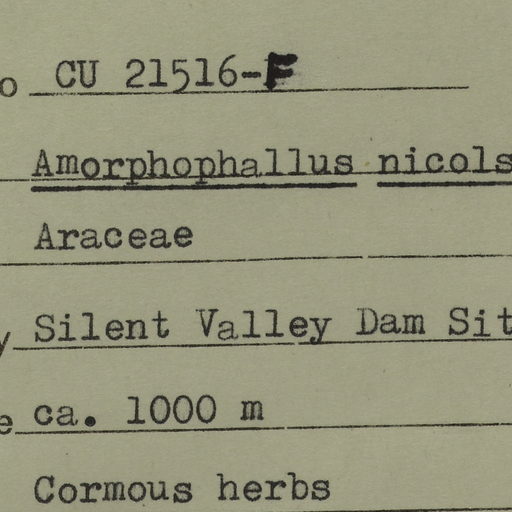 o CU 21516-F
Amorphophallus nicols
Araceae
y Silent Valley Dam Sit
e ca. 1000 m
Cormous herbs